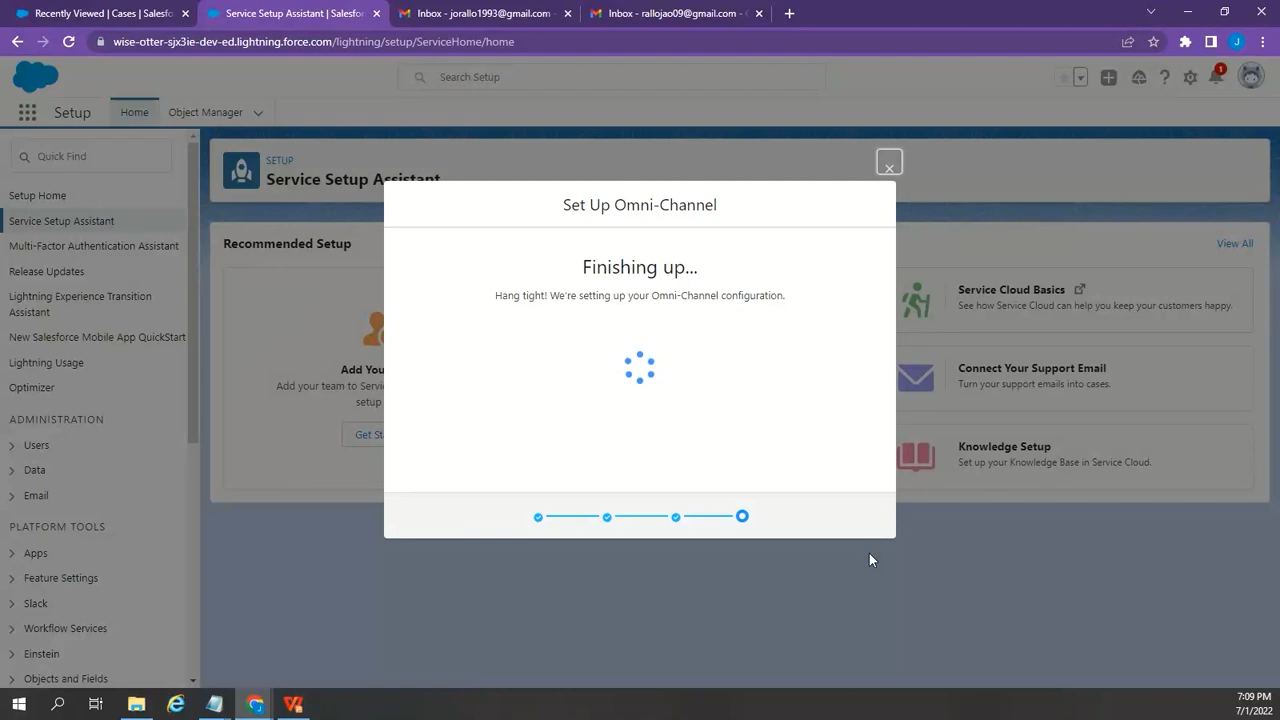 Recently Viewed | Cases | Salesfo
Service Setup Assistant | Salesfor
Inbox - jorallo1993@gmail.com -
Inbox - rallojao09@gmail.com -
wise-otter-sjx3ie-dev-ed.lightning.force.com/lightning/setup/ServiceHome/home
J
Search Setup
1
Setup
Home
Object Manager
Quick Find
Setup Home
Service Setup Assistant
Multi-Factor Authentication Assistant
Release Updates
Lightning Experience Transition
Assistant
New Salesforce Mobile App QuickStart
Lightning Usage
Optimizer
ADMINISTRATION
Users
Data
Email
PLATFORM TOOLS
Apps
Feature Settings
Slack
Workflow Services
Einstein
Objects and Fields
SETUP
Service Setup Assistant
Recommended Setup
View All
Add You
Add your team to Servic
setup
Get Sta
Set Up Omni-Channel
Finishing up...
Hang tight! We're setting up your Omni-Channel configuration.
Service Cloud Basics
See how Service Cloud can help you keep your customers happy.
Connect Your Support Email
Turn your support emails into cases.
Knowledge Setup
Set up your Knowledge Base in Service Cloud.
7:09 PM
7/1/2022